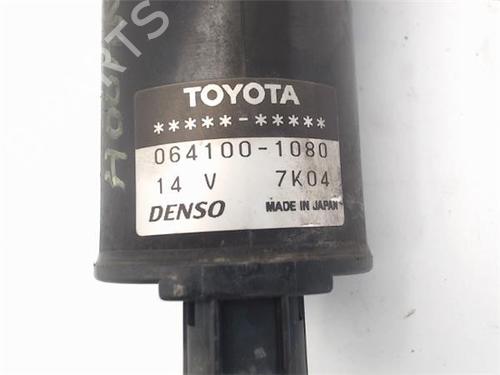 TOYOTA
*****-*****
064100-1080
14 V 7K04
DENSO MADE IN JAPAN